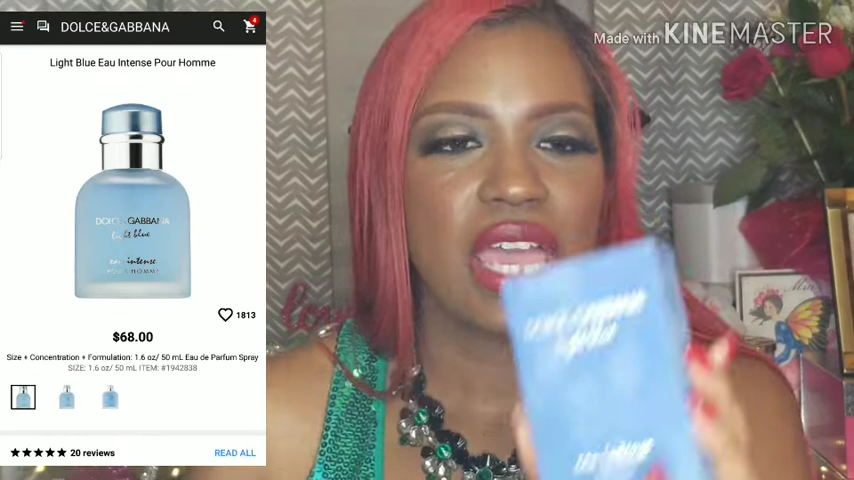 DOLCE&GABBANA
4
Light Blue Eau Intense Pour Homme
DOLCE&GABBANA
light blue
eau intense
POUR HOMME
1813
$68.00
Size + Concentration + Formulation: 1.6 oz/ 50 mL Eau de Parfum Spray
SIZE: 1.6 oz/ 50 mL ITEM: #1942838
20 reviews
READ ALL
Made with KINEMASTER
love